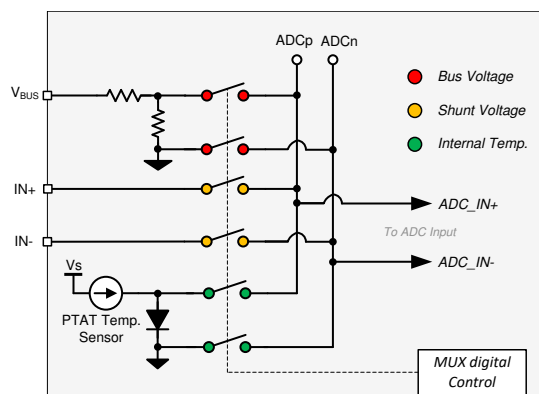 ADCp ADCn
VBUS
Bus Voltage
Shunt Voltage
Internal Temp.
IN+
ADC_IN+
To ADC Input
IN-
ADC_IN-
Vs
PTAT Temp.
Sensor
MUX digital
Control